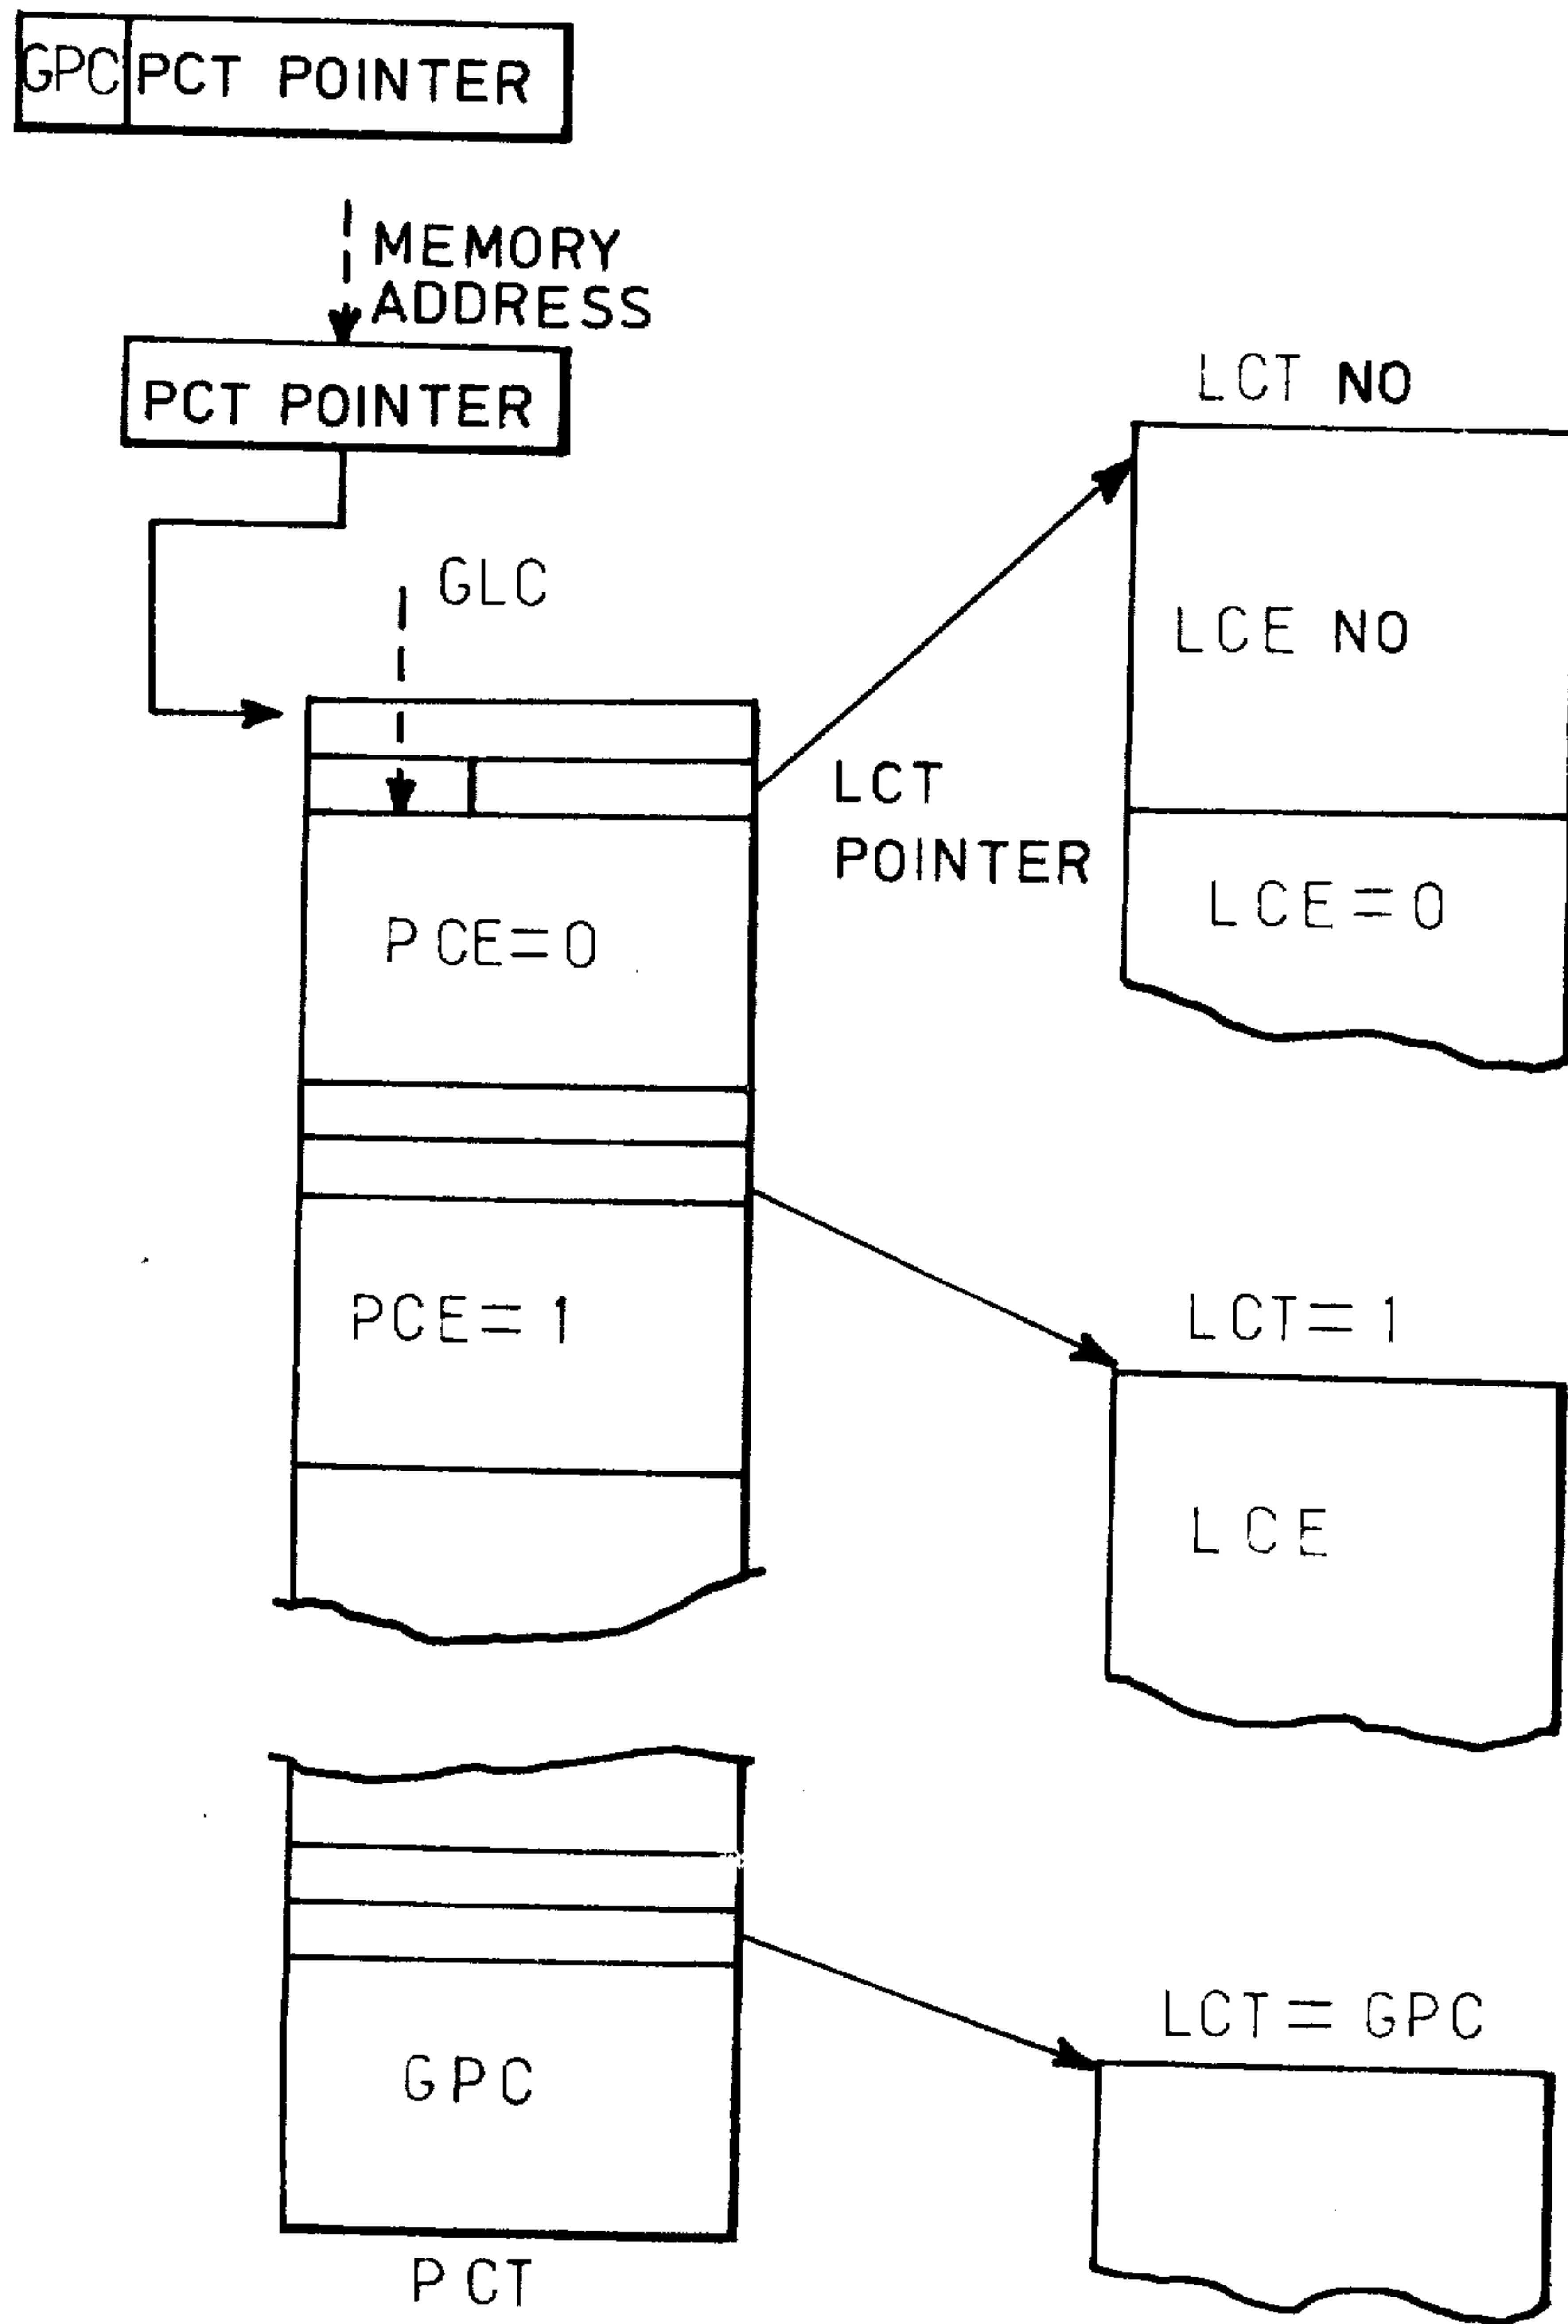 GPC PCT POINTER
MEMORY
ADDRESS
PCT POINTER
GLC
LCT NO
LCE NO
LCT
POINTER
LCE=0
PCE=0
PCE=1
LCT=1
LCE
LCT=GPC
GPC
PCT